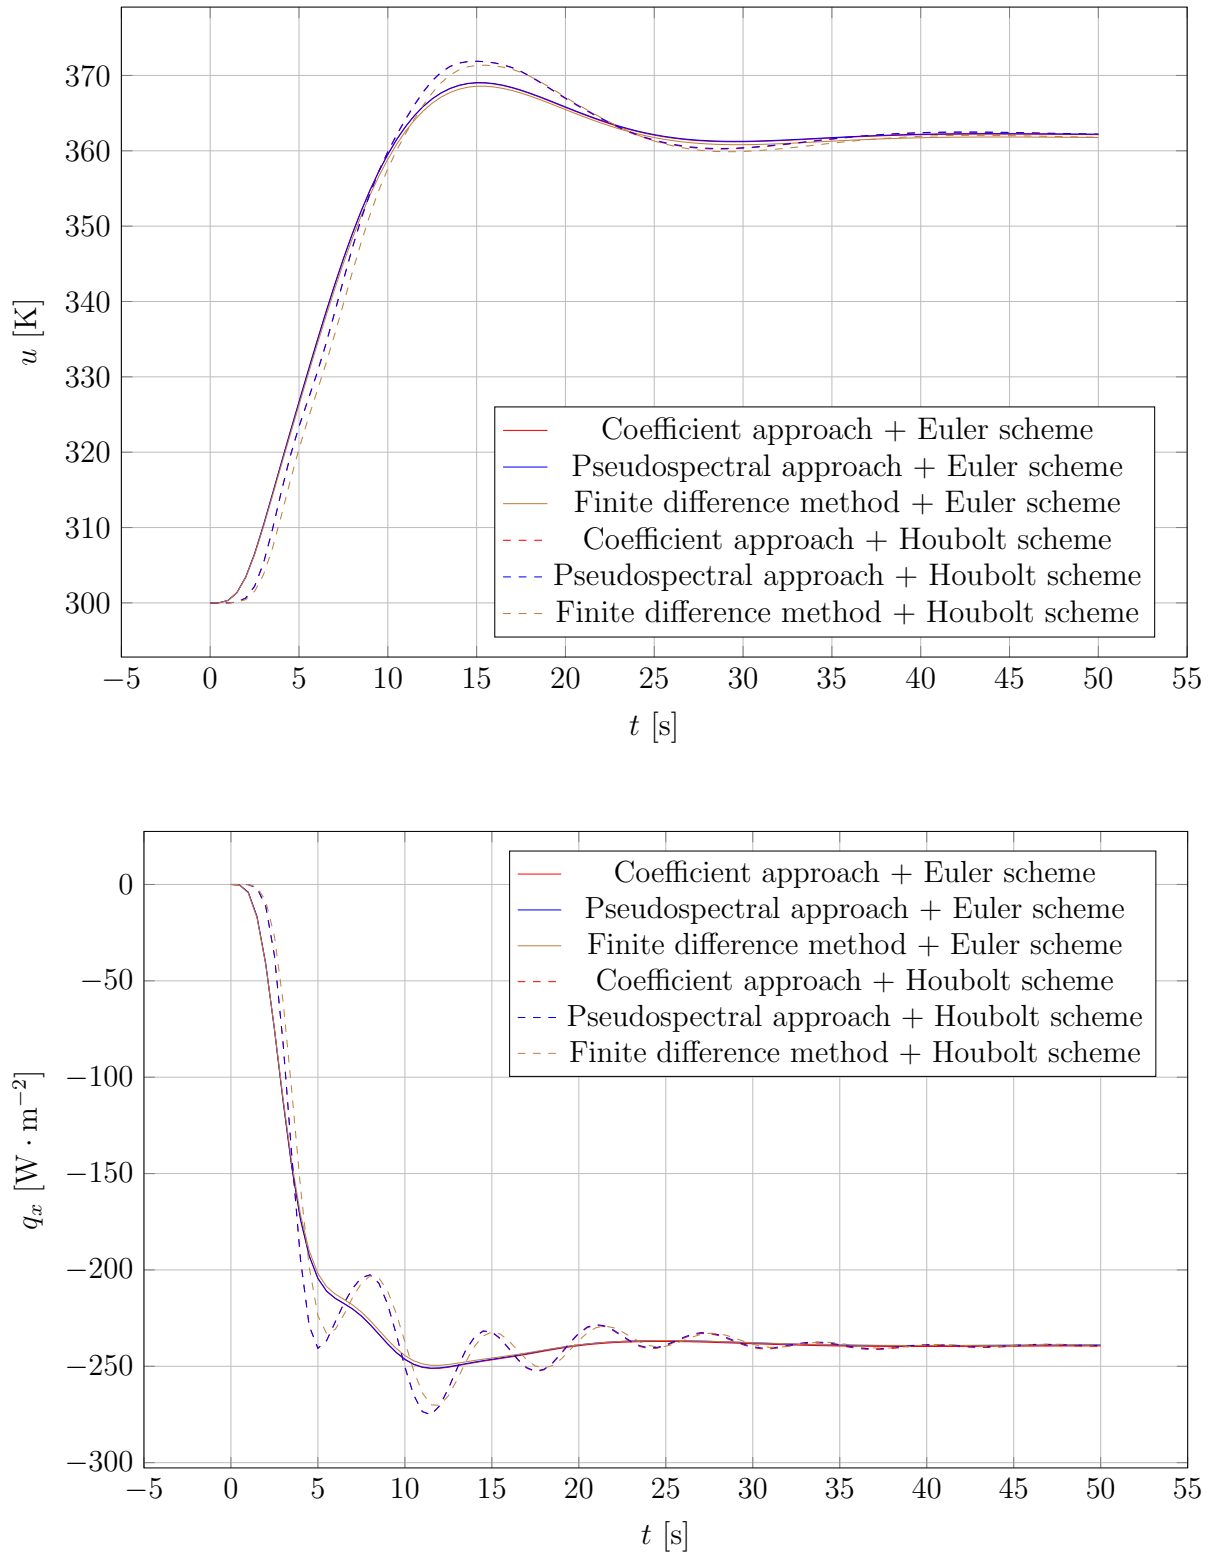 370
360
350
340
330
320
310
300
u [K]
Coefficient approach + Euler scheme
Pseudospectral approach + Euler scheme
Finite difference method + Euler scheme
Coefficient approach + Houbolt scheme
Pseudospectral approach + Houbolt scheme
Finite difference method + Houbolt scheme
−5 0 5 10 15 20 25 30 35 40 45 50 55
t [s]
0
−50
−100
−150
−200
−250
−300
qₓ [W · m⁻²]
Coefficient approach + Euler scheme
Pseudospectral approach + Euler scheme
Finite difference method + Euler scheme
Coefficient approach + Houbolt scheme
Pseudospectral approach + Houbolt scheme
Finite difference method + Houbolt scheme
−5 0 5 10 15 20 25 30 35 40 45 50 55
t [s]